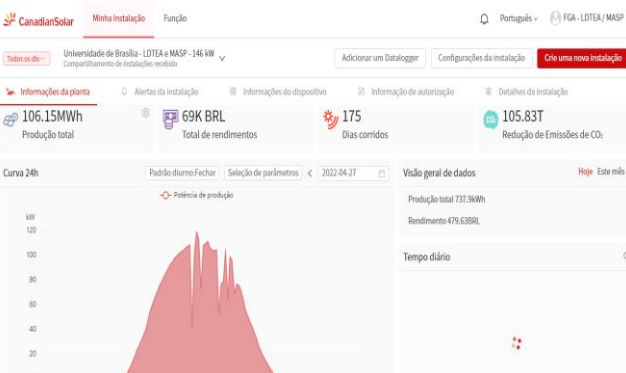 CanadianSolar Minha Instalação Função Português FGA - LDTEA / MASP
Todos os dis··· Universidade de Brasília - LDTEA e MASP - 146 kW Adicionar um Datalogger Configurações da instalação Crie uma nova instalação
Compartilhamento de instalações recebido
Informações da planta Alertas da instalação Informações do dispositivo Informação de autorização Detalhes da instalação
106.15MWh 69K BRL 175 105.83T
Produção total Total de rendimentos Dias corridos Redução de Emissões de CO₂
Curva 24h Padrão diurno:Fechar Seleção de parâmetros 2022-04-27 Visão geral de dados Hoje Este mês
Potência de produção
Produção total 737.9kWh
Rendimento 479.63BRL
kW
120
100
Tempo diário
80
60
40
20